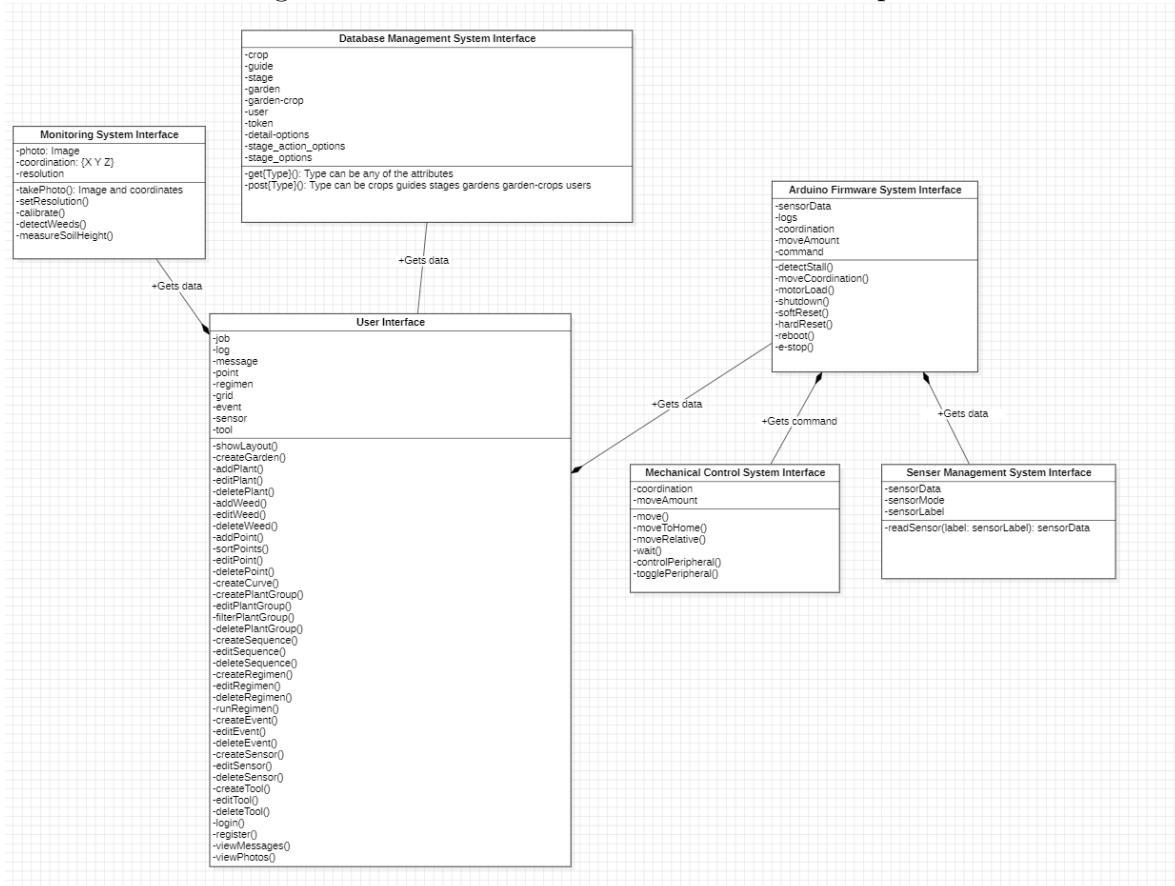 Database Management System Interface
-crop
-guide
-stage
-garden
-garden-crop
-user
-token
-detail-options
-stage_action_options
-stage_options
-get{Type}(): Type can be any of the attributes
-post{Type}(): Type can be crops guides stages gardens garden-crops users
Monitoring System Interface
-photo: Image
-coordination: {X Y Z}
-resolution
-takePhoto(): Image and coordinates
-setResolution()
-calibrate()
-detectWeeds()
-measureSoilHeight()
Arduino Firmware System Interface
-sensorData
-logs
-coordination
-moveAmount
-command
-detectStall()
-moveCoordination()
-motorLoad()
-shutdown()
-softReset()
-hardReset()
-reboot()
-e-stop()
+Gets data
+Gets data
+Gets data
+Gets command
+Gets data
User Interface
-job
-log
-message
-point
-regimen
-grid
-event
-sensor
-tool
-showLayout()
-createGarden()
-addPlant()
-editPlant()
-deletePlant()
-addWeed()
-editWeed()
-deleteWeed()
-addPoint()
-sortPoints()
-editPoint()
-deletePoint()
-createCurve()
-createPlantGroup()
-editPlantGroup()
-filterPlantGroup()
-deletePlantGroup()
-createSequence()
-editSequence()
-deleteSequence()
-createRegimen()
-editRegimen()
-deleteRegimen()
-runRegimen()
-createEvent()
-editEvent()
-deleteEvent()
-createSensor()
-editSensor()
-deleteSensor()
-createTool()
-editTool()
-deleteTool()
-login()
-register()
-viewMessages()
-viewPhotos()
Mechanical Control System Interface
-coordination
-moveAmount
-move()
-moveToHome()
-moveRelative()
-wait()
-controlPeripheral()
-togglePeripheral()
Senser Management System Interface
-sensorData
-sensorMode
-sensorLabel
-readSensor(label: sensorLabel): sensorData